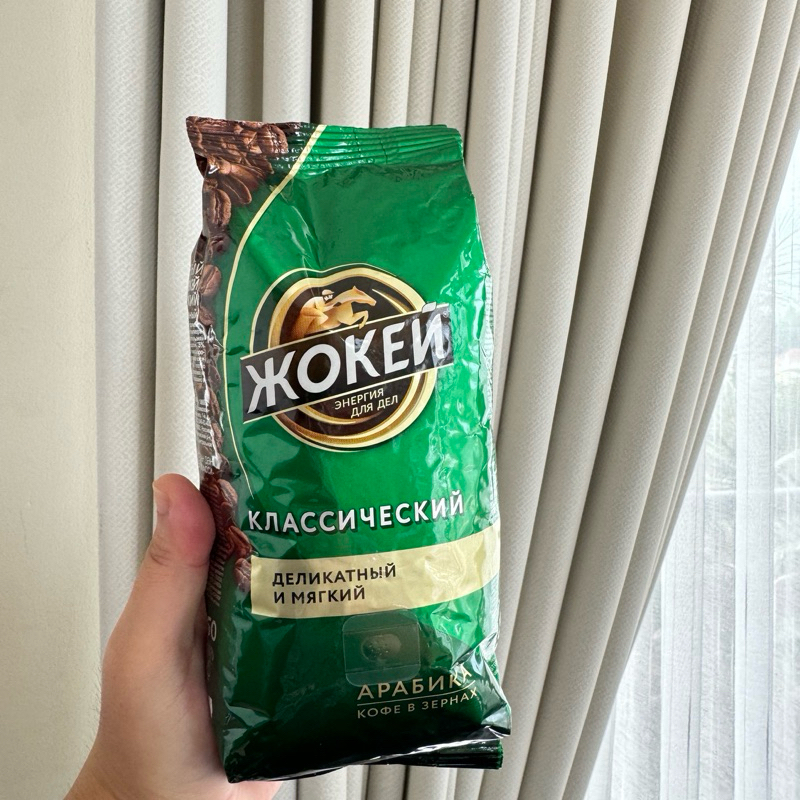 ЖОКЕЙ
ЭНЕРГИЯ
ДЛЯ ДЕЛ
КЛАССИЧЕСКИЙ
ДЕЛИКАТНЫЙ
И МЯГКИЙ
АРАБИКА
КОФЕ В ЗЕРНАХ